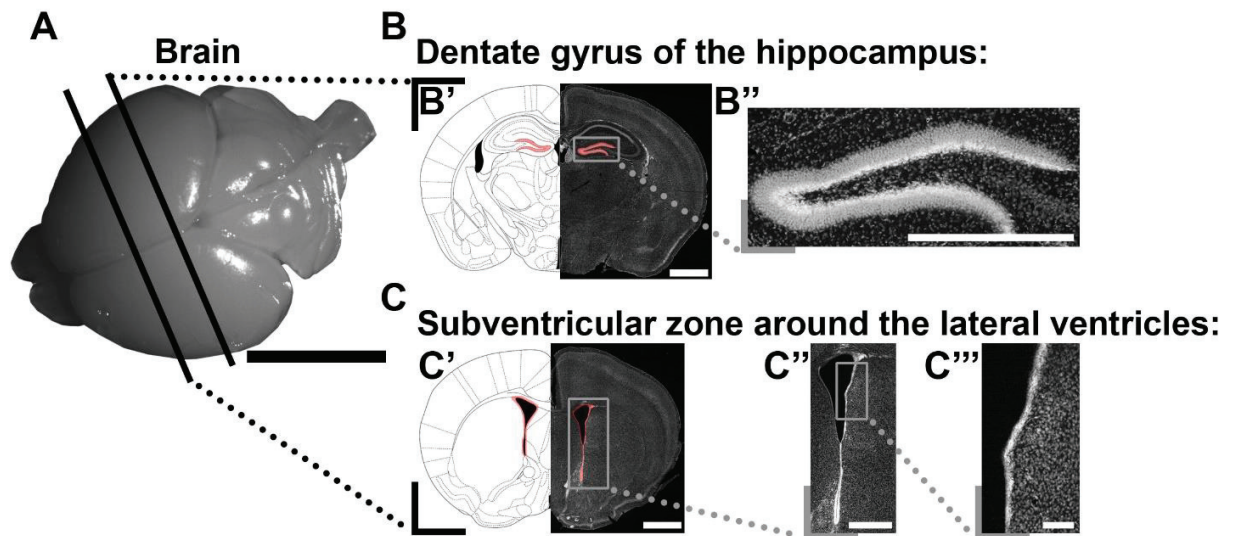 A
Brain
B
Dentate gyrus of the hippocampus:
B’
B’’
C
Subventricular zone around the lateral ventricles:
C’
C’’
C’’’